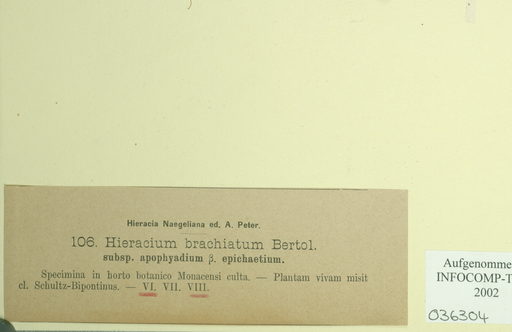 Hieracia Naegeliana ed. A. Peter.
106. Hieracium brachiatum Bertol.
subsp. apophyadium β. epichaetium.
Specimina in horto botanico Monacensi culta. — Plantam vivam misit
cl. Schultz-Bipontinus. — VI. VII. VIII.
Aufgenomme
INFOCOMP-T
2002
036304